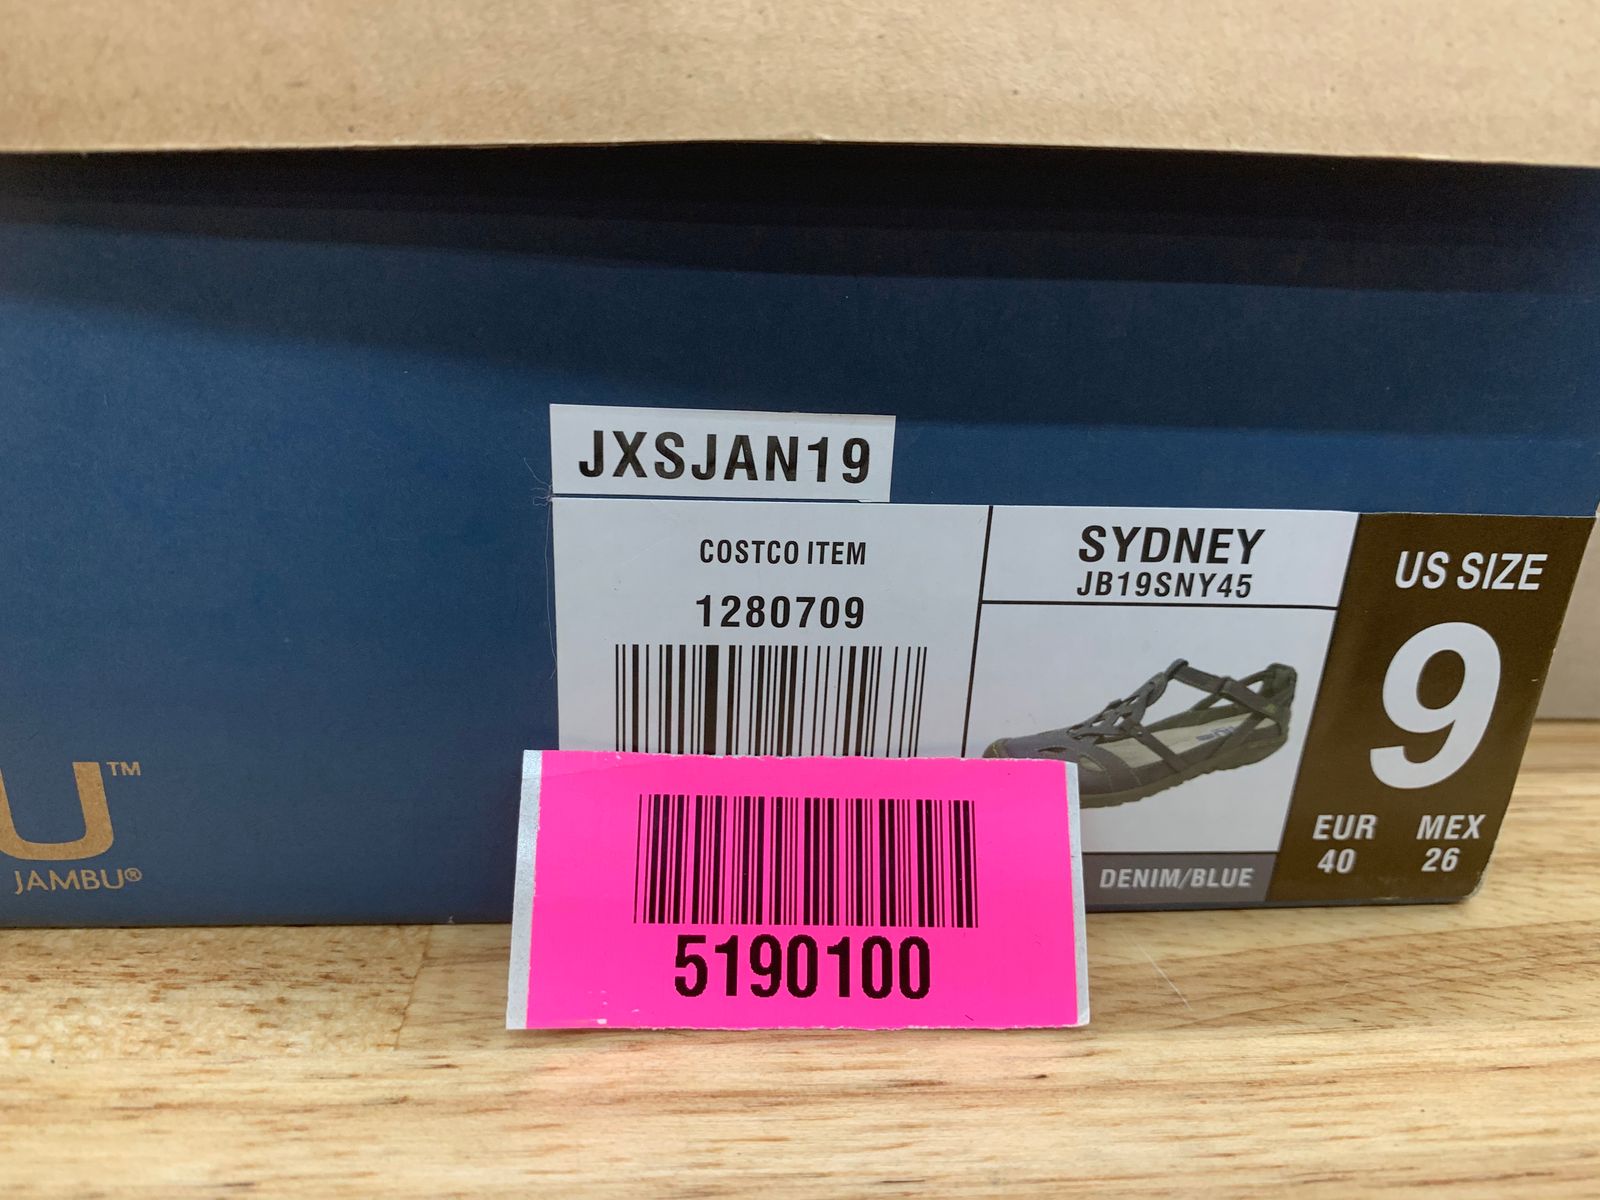 JXSJAN19
COSTCO ITEM
1280709
SYDNEY
JB19SNY45
DENIM/BLUE
US SIZE
9
EUR MEX
40 26
U™
JAMBU®
5190100